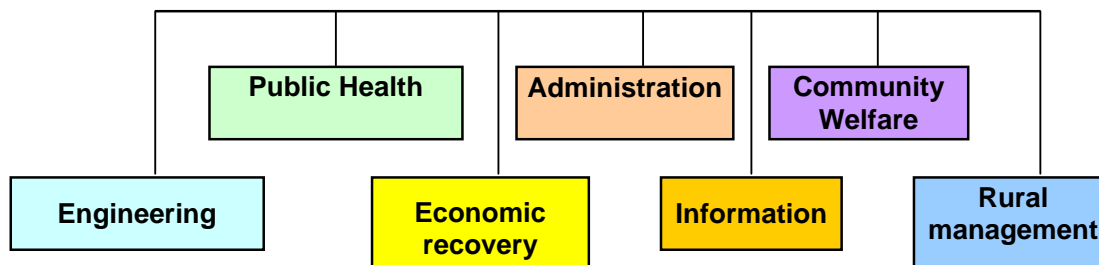 Public Health
Administration
Community
Welfare
Engineering
Economic
recovery
Information
Rural
management